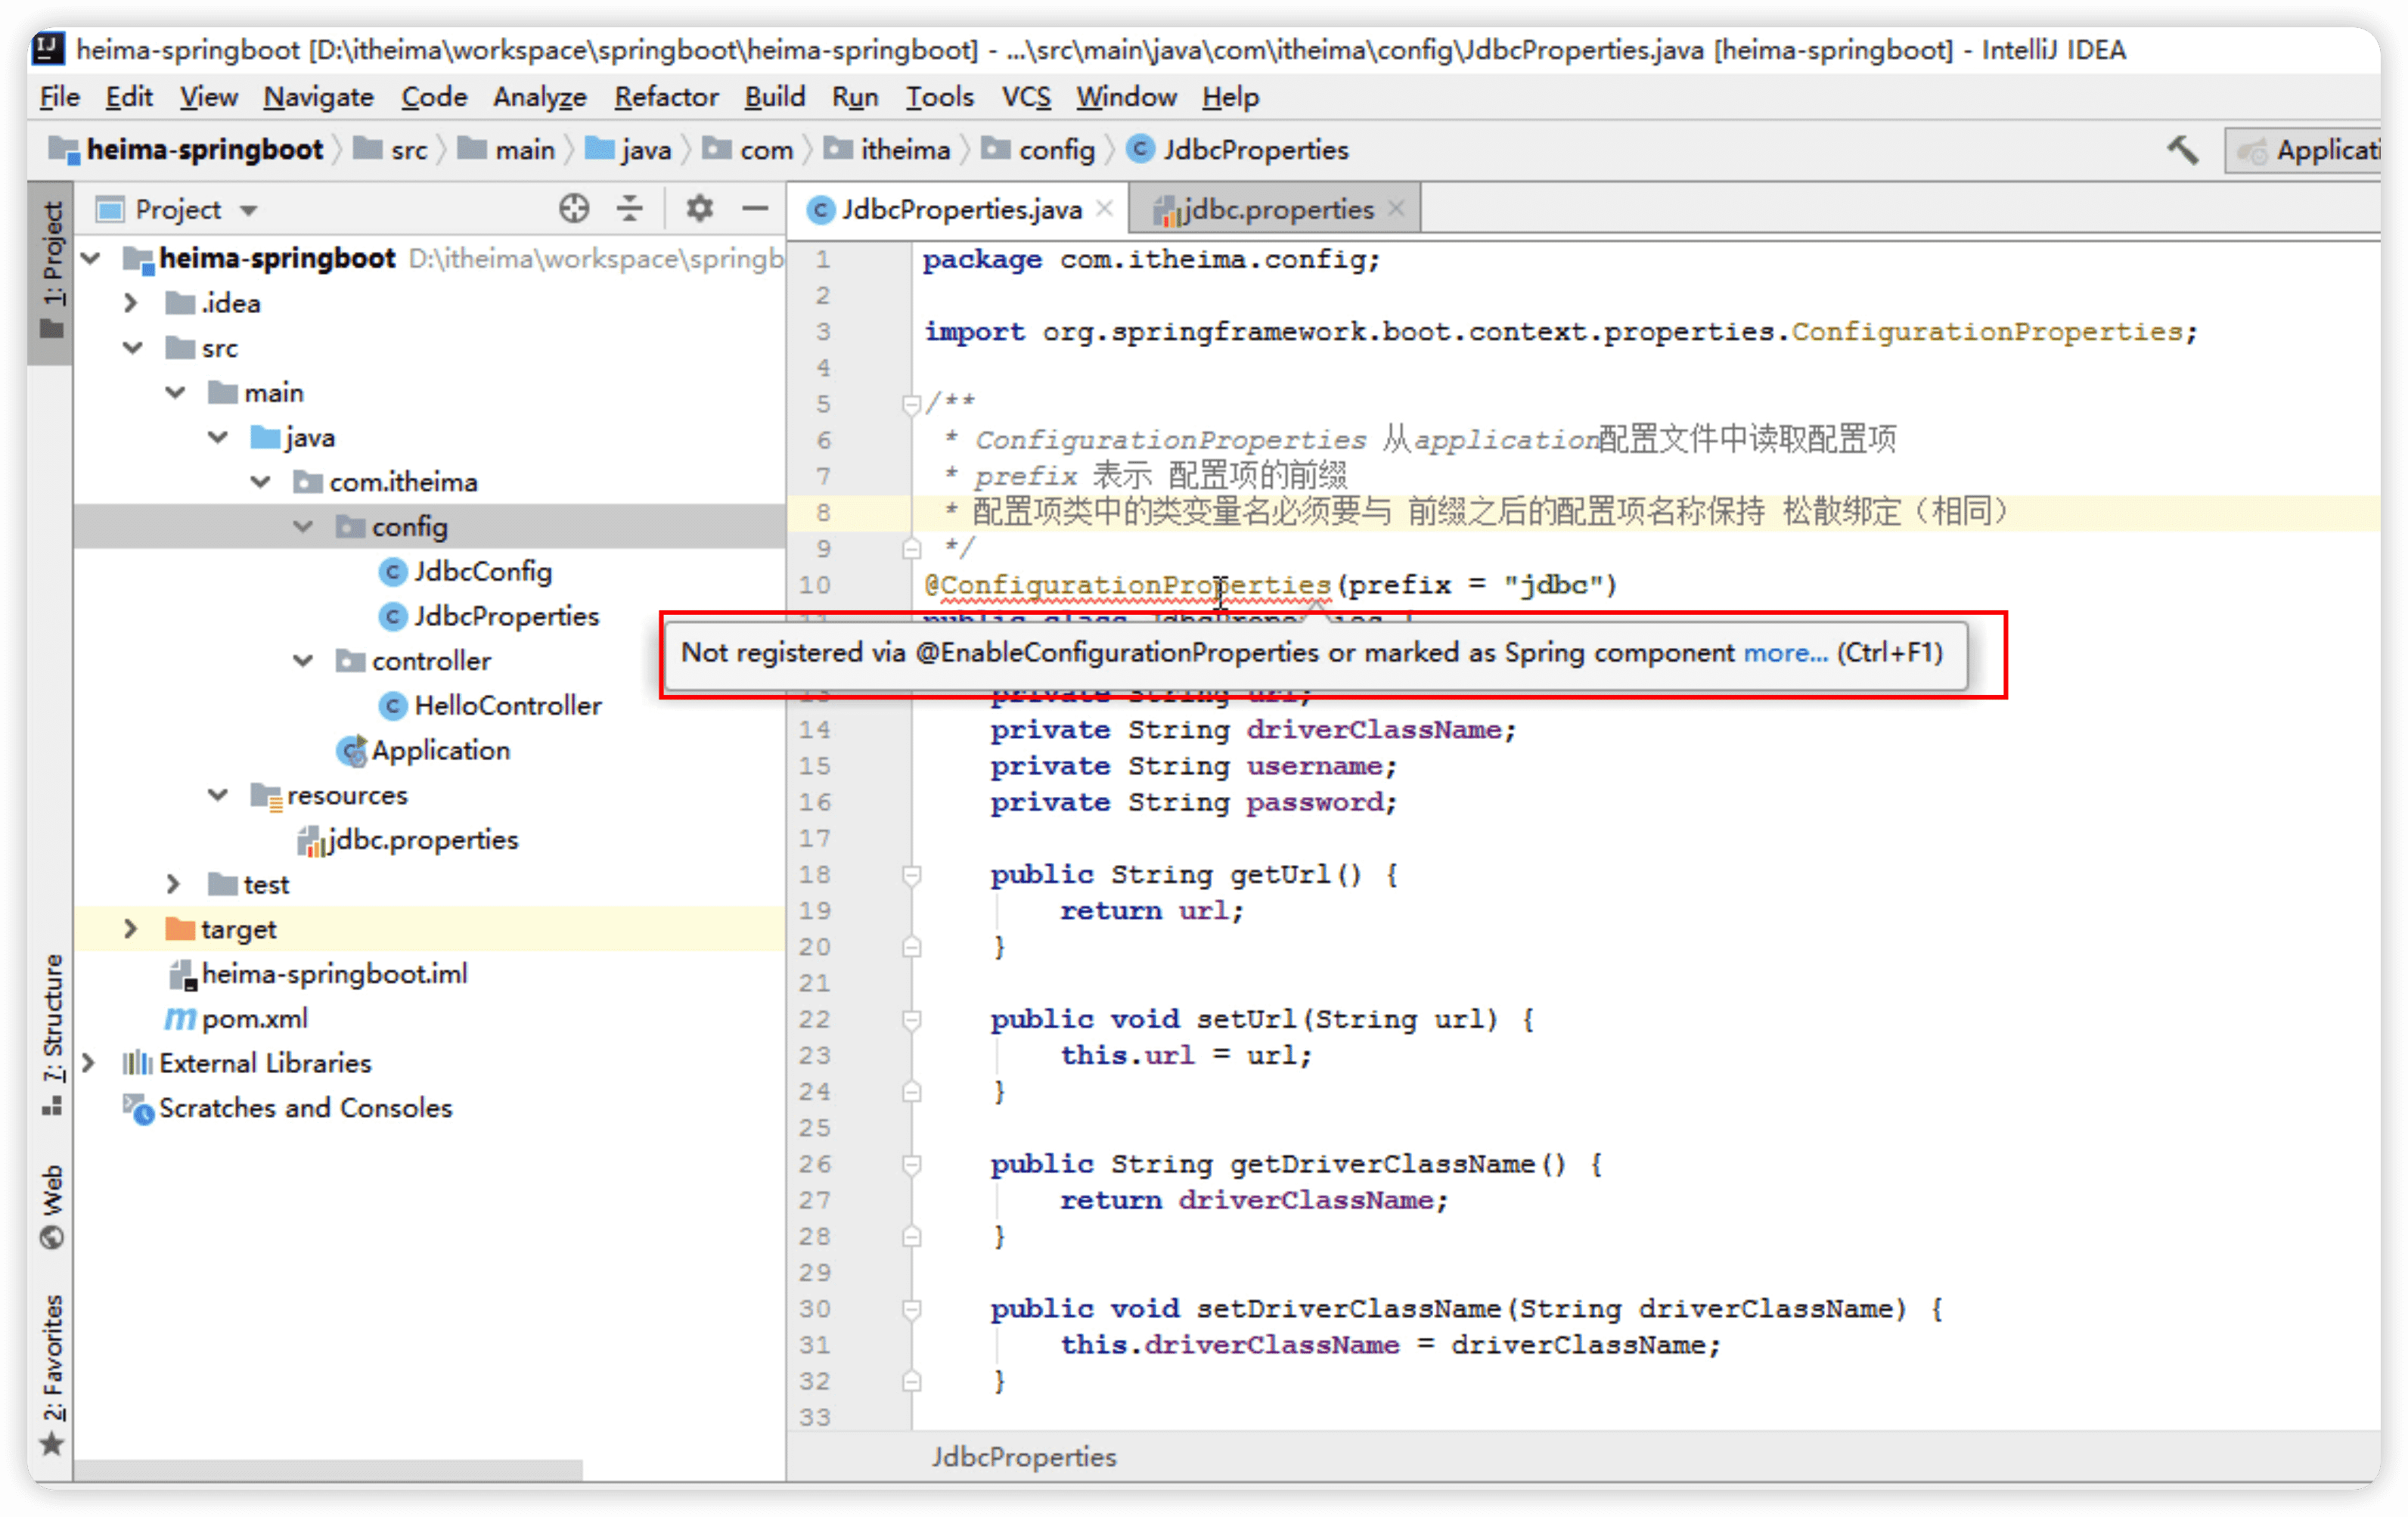 heima-springboot [D:\itheima\workspace\springboot\heima-springboot] - ...\src\main\java\com\itheima\config\JdbcProperties.java [heima-springboot] - IntelliJ IDEA
File Edit View Navigate Code Analyze Refactor Build Run Tools VCS Window Help
heima-springboot src main java com itheima config JdbcProperties
Applicati
1: Project
7: Structure
Web
2: Favorites
Project
heima-springboot D:\itheima\workspace\springb
.idea
src
main
java
com.itheima
config
JdbcConfig
JdbcProperties
controller
HelloController
Application
resources
jdbc.properties
test
target
heima-springboot.iml
pom.xml
External Libraries
Scratches and Consoles
JdbcProperties.java jdbc.properties
1 package com.itheima.config;
2
3 import org.springframework.boot.context.properties.ConfigurationProperties;
4
5 /**
6 * ConfigurationProperties 从application配置文件中读取配置项
7 * prefix 表示 配置项的前缀
8 * 配置项类中的类变量名必须要与 前缀之后的配置项名称保持 松散绑定（相同）
9 */
10 @ConfigurationProperties(prefix = "jdbc")
Not registered via @EnableConfigurationProperties or marked as Spring component more... (Ctrl+F1)
13 private String url;
14 private String driverClassName;
15 private String username;
16 private String password;
17
18 public String getUrl() {
19 return url;
20 }
21
22 public void setUrl(String url) {
23 this.url = url;
24 }
25
26 public String getDriverClassName() {
27 return driverClassName;
28 }
29
30 public void setDriverClassName(String driverClassName) {
31 this.driverClassName = driverClassName;
32 }
33
JdbcProperties